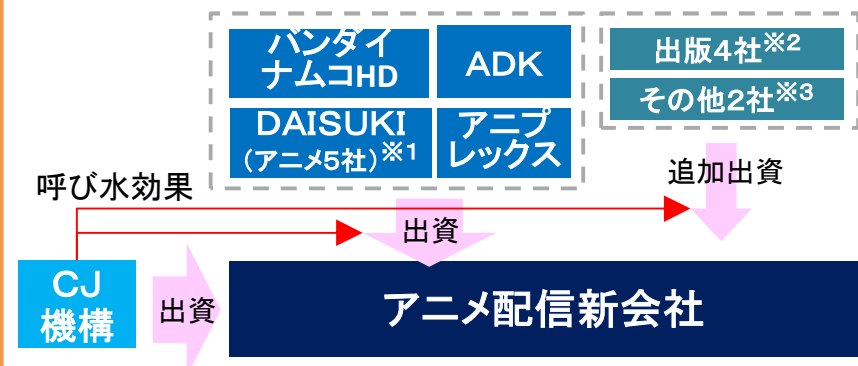 バンダイ
ナムコHD
ADK
DAISUKI
(アニメ5社)※1
アニプ
レックス
出版4社※2
その他2社※3
追加出資
呼び水効果
出資
CJ
機構
出資
アニメ配信新会社